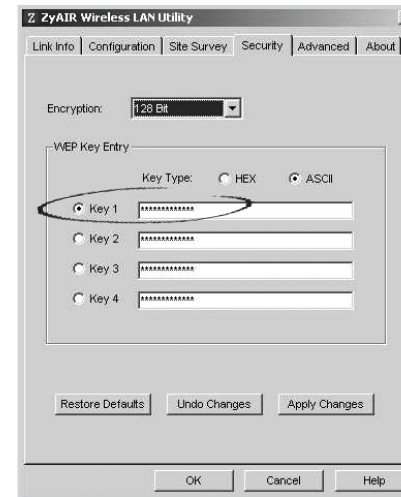 Z ZyAIR Wireless LAN Utility
Link Info Configuration Site Survey Security Advanced About
Encryption: 128 Bit
WEP Key Entry
Key Type: HEX ASCII
Key 1 *************
Key 2 *************
Key 3 *************
Key 4 *************
Restore Defaults Undo Changes Apply Changes
OK Cancel Help